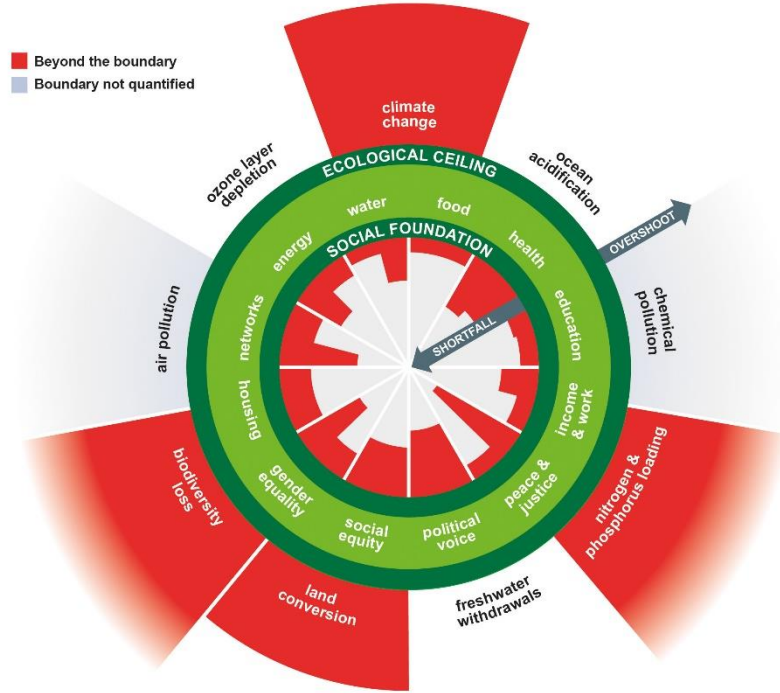 Beyond the boundary
Boundary not quantified
climate
change
ozone layer
depletion
ECOLOGICAL CEILING
ocean
acidification
water
food
energy
SOCIAL FOUNDATION
health
OVERSHOOT
air pollution
networks
SHORTFALL
education
chemical
pollution
housing
income
& work
biodiversity
loss
gender
equality
social
equity
political
voice
peace &
justice
nitrogen &
phosphorus loading
land
conversion
freshwater
withdrawals